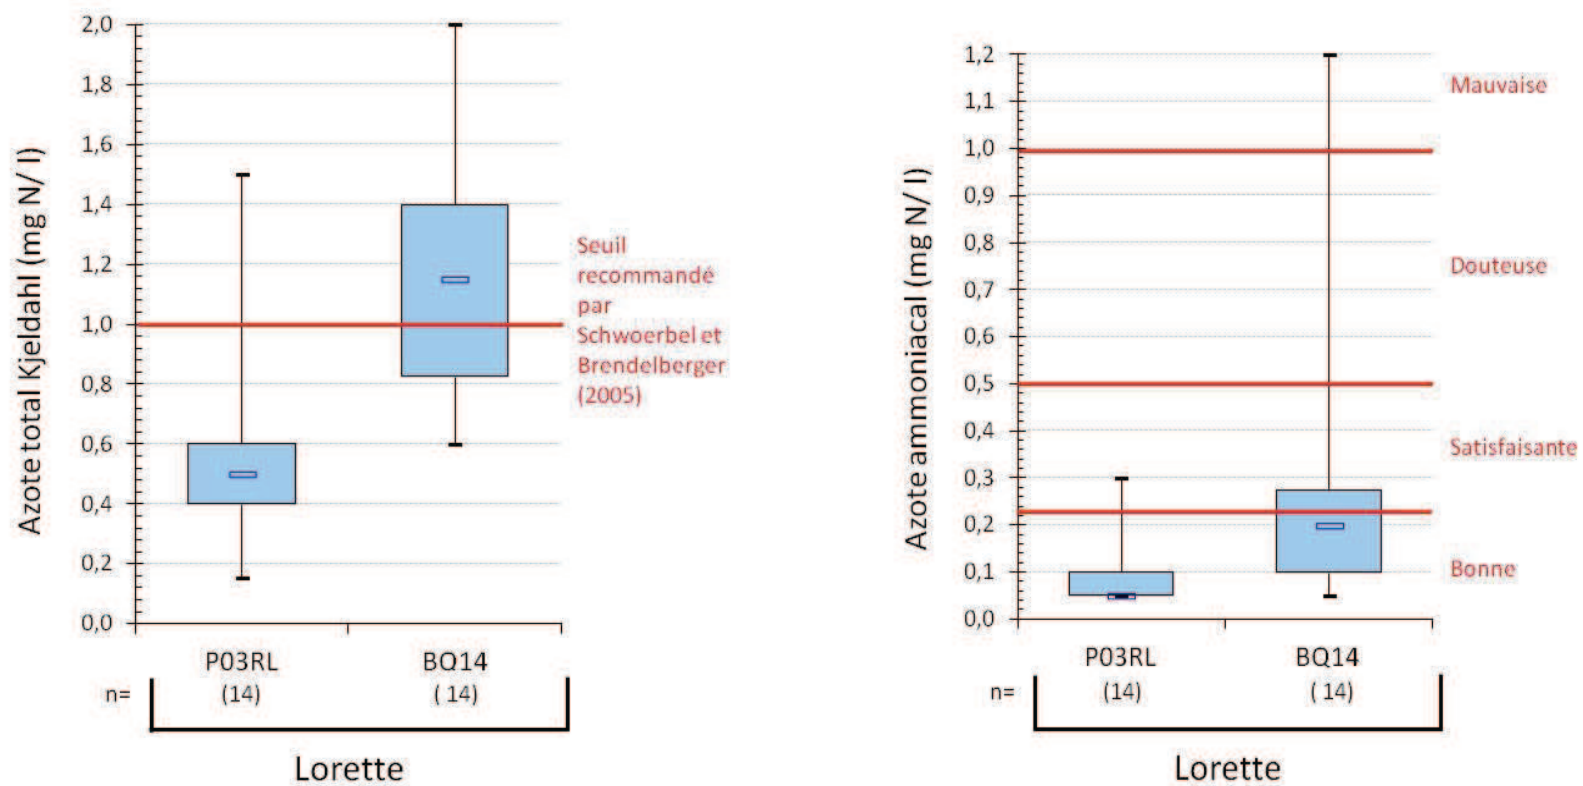 Azote total Kjeldahl (mg N/ l)
2,0
1,8
1,6
1,4
1,2
1,0
0,8
0,6
0,4
0,2
0,0
Seuil
recommandé
par
Schwoerbel et
Brendelberger
(2005)
P03RL
BQ14
n=
(14)
( 14)
Lorette
Azote ammoniacal (mg N/ l)
1,2
1,1
1,0
0,9
0,8
0,7
0,6
0,5
0,4
0,3
0,2
0,1
0,0
Mauvaise
Douteuse
Satisfaisante
Bonne
P03RL
BQ14
n=
(14)
( 14)
Lorette